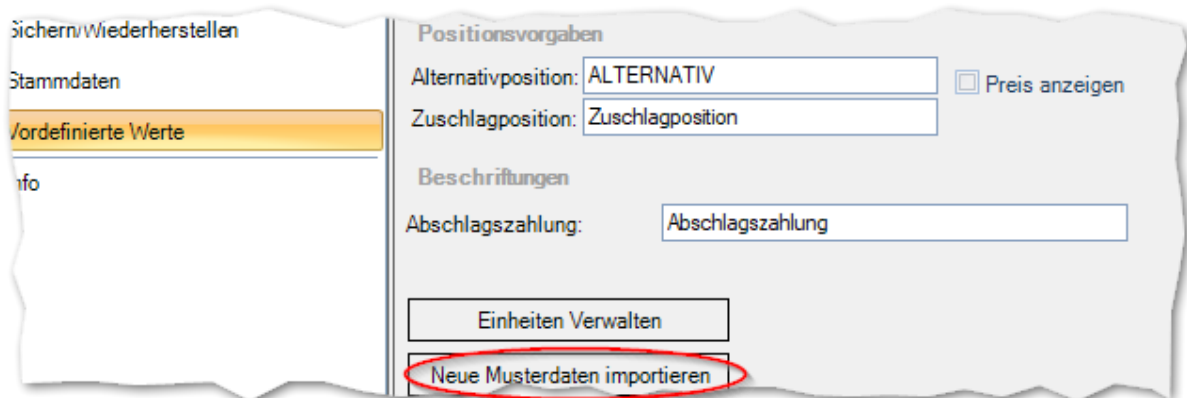 Sichern/Wiederherstellen
Stammdaten
Vordefinierte Werte
Info
Positionsvorgaben
Alternativposition: ALTERNATIV Preis anzeigen
Zuschlagposition: Zuschlagposition
Beschriftungen
Abschlagszahlung: Abschlagszahlung
Einheiten Verwalten
Neue Musterdaten importieren